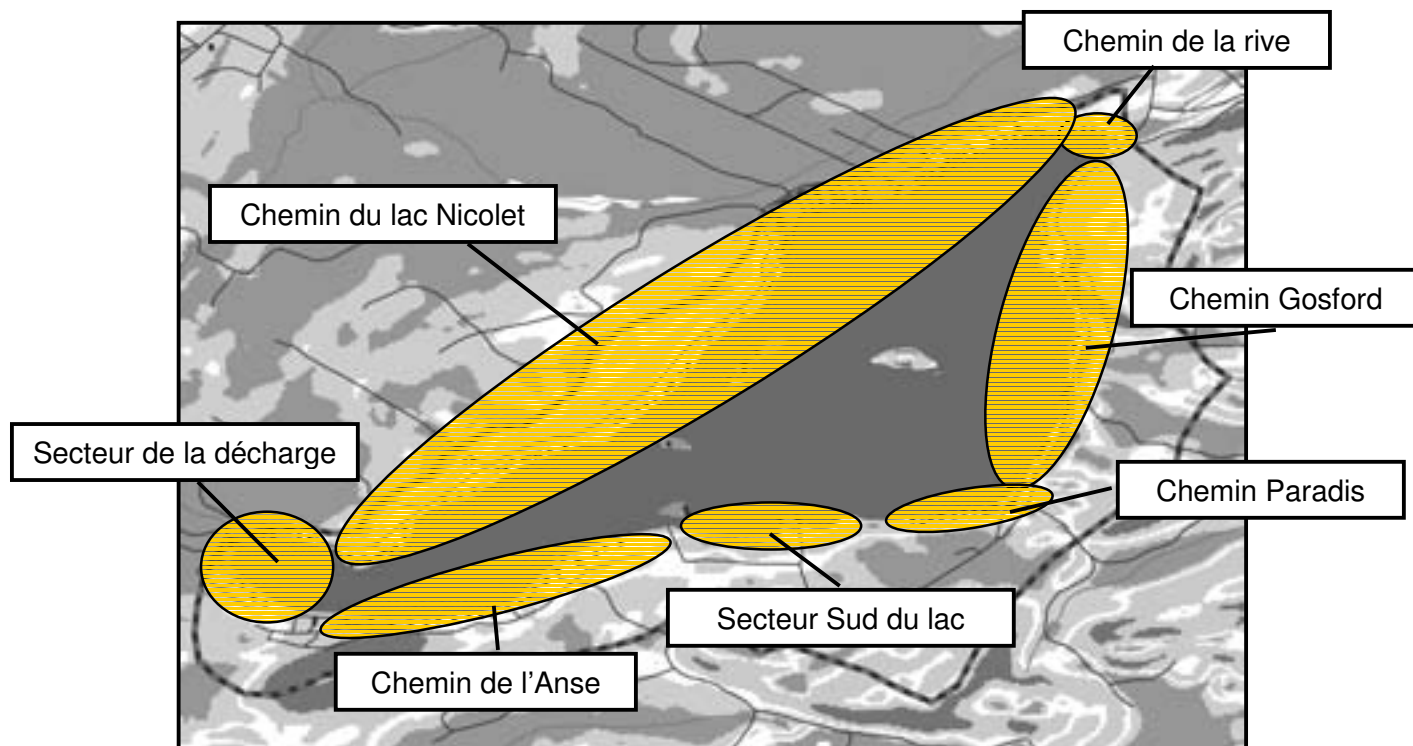 Chemin de la rive
Chemin du lac Nicolet
Chemin Gosford
Secteur de la décharge
Chemin Paradis
Secteur Sud du lac
Chemin de l’Anse